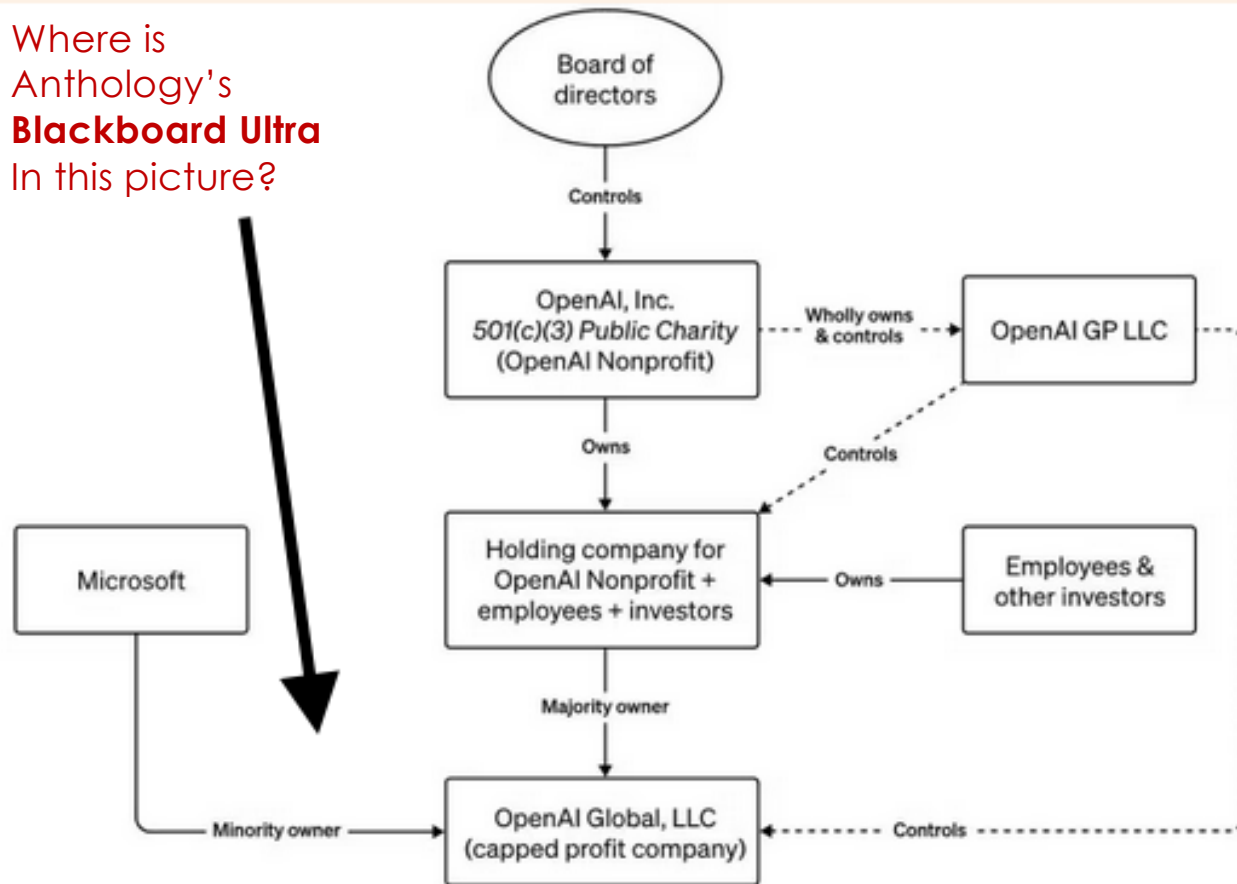 Where is
Anthology’s
Blackboard Ultra
In this picture?
Board of
directors
Controls
OpenAI, Inc.
501(c)(3) Public Charity
(OpenAI Nonprofit)
Wholly owns
& controls
OpenAI GP LLC
Owns
Controls
Microsoft
Holding company for
OpenAI Nonprofit +
employees + investors
Owns
Employees &
other investors
Majority owner
Minority owner
OpenAI Global, LLC
(capped profit company)
Controls